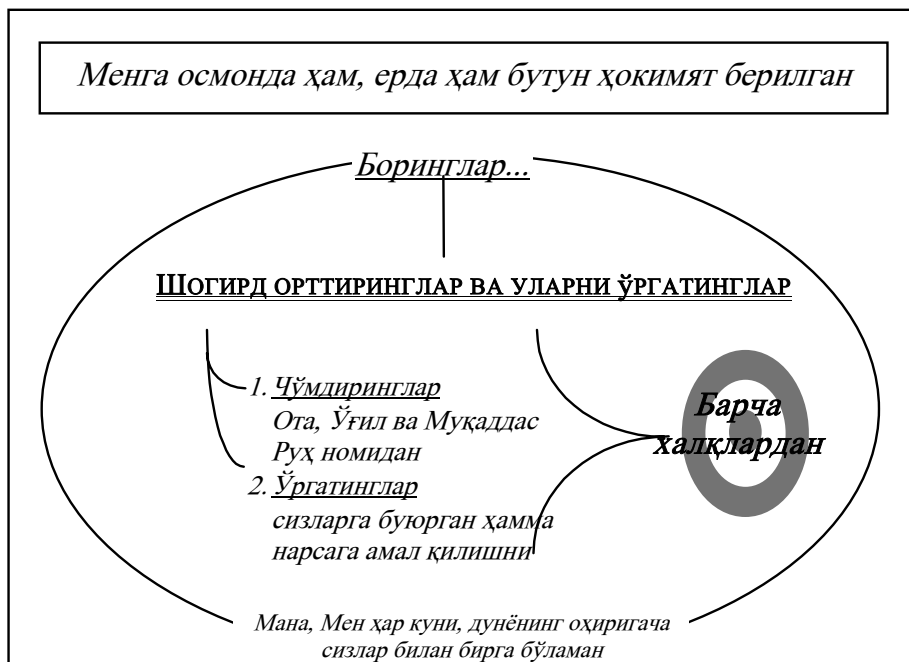 Менга осмонда ҳам, ерда ҳам бутун ҳокимят берилган
Боринглар...
Шогирд орттиринглар ва уларни ўргатинглар
1. Чўмдиринглар
Ота, Ўғил ва Муқаддас
Руҳ номидан
2. Ўргатинглар
сизларга буюрган ҳамма
нарсага амал қилишни
Барча
халқлардан
Мана, Мен ҳар куни, дунёнинг охиригача
сизлар билан бирга бўламан